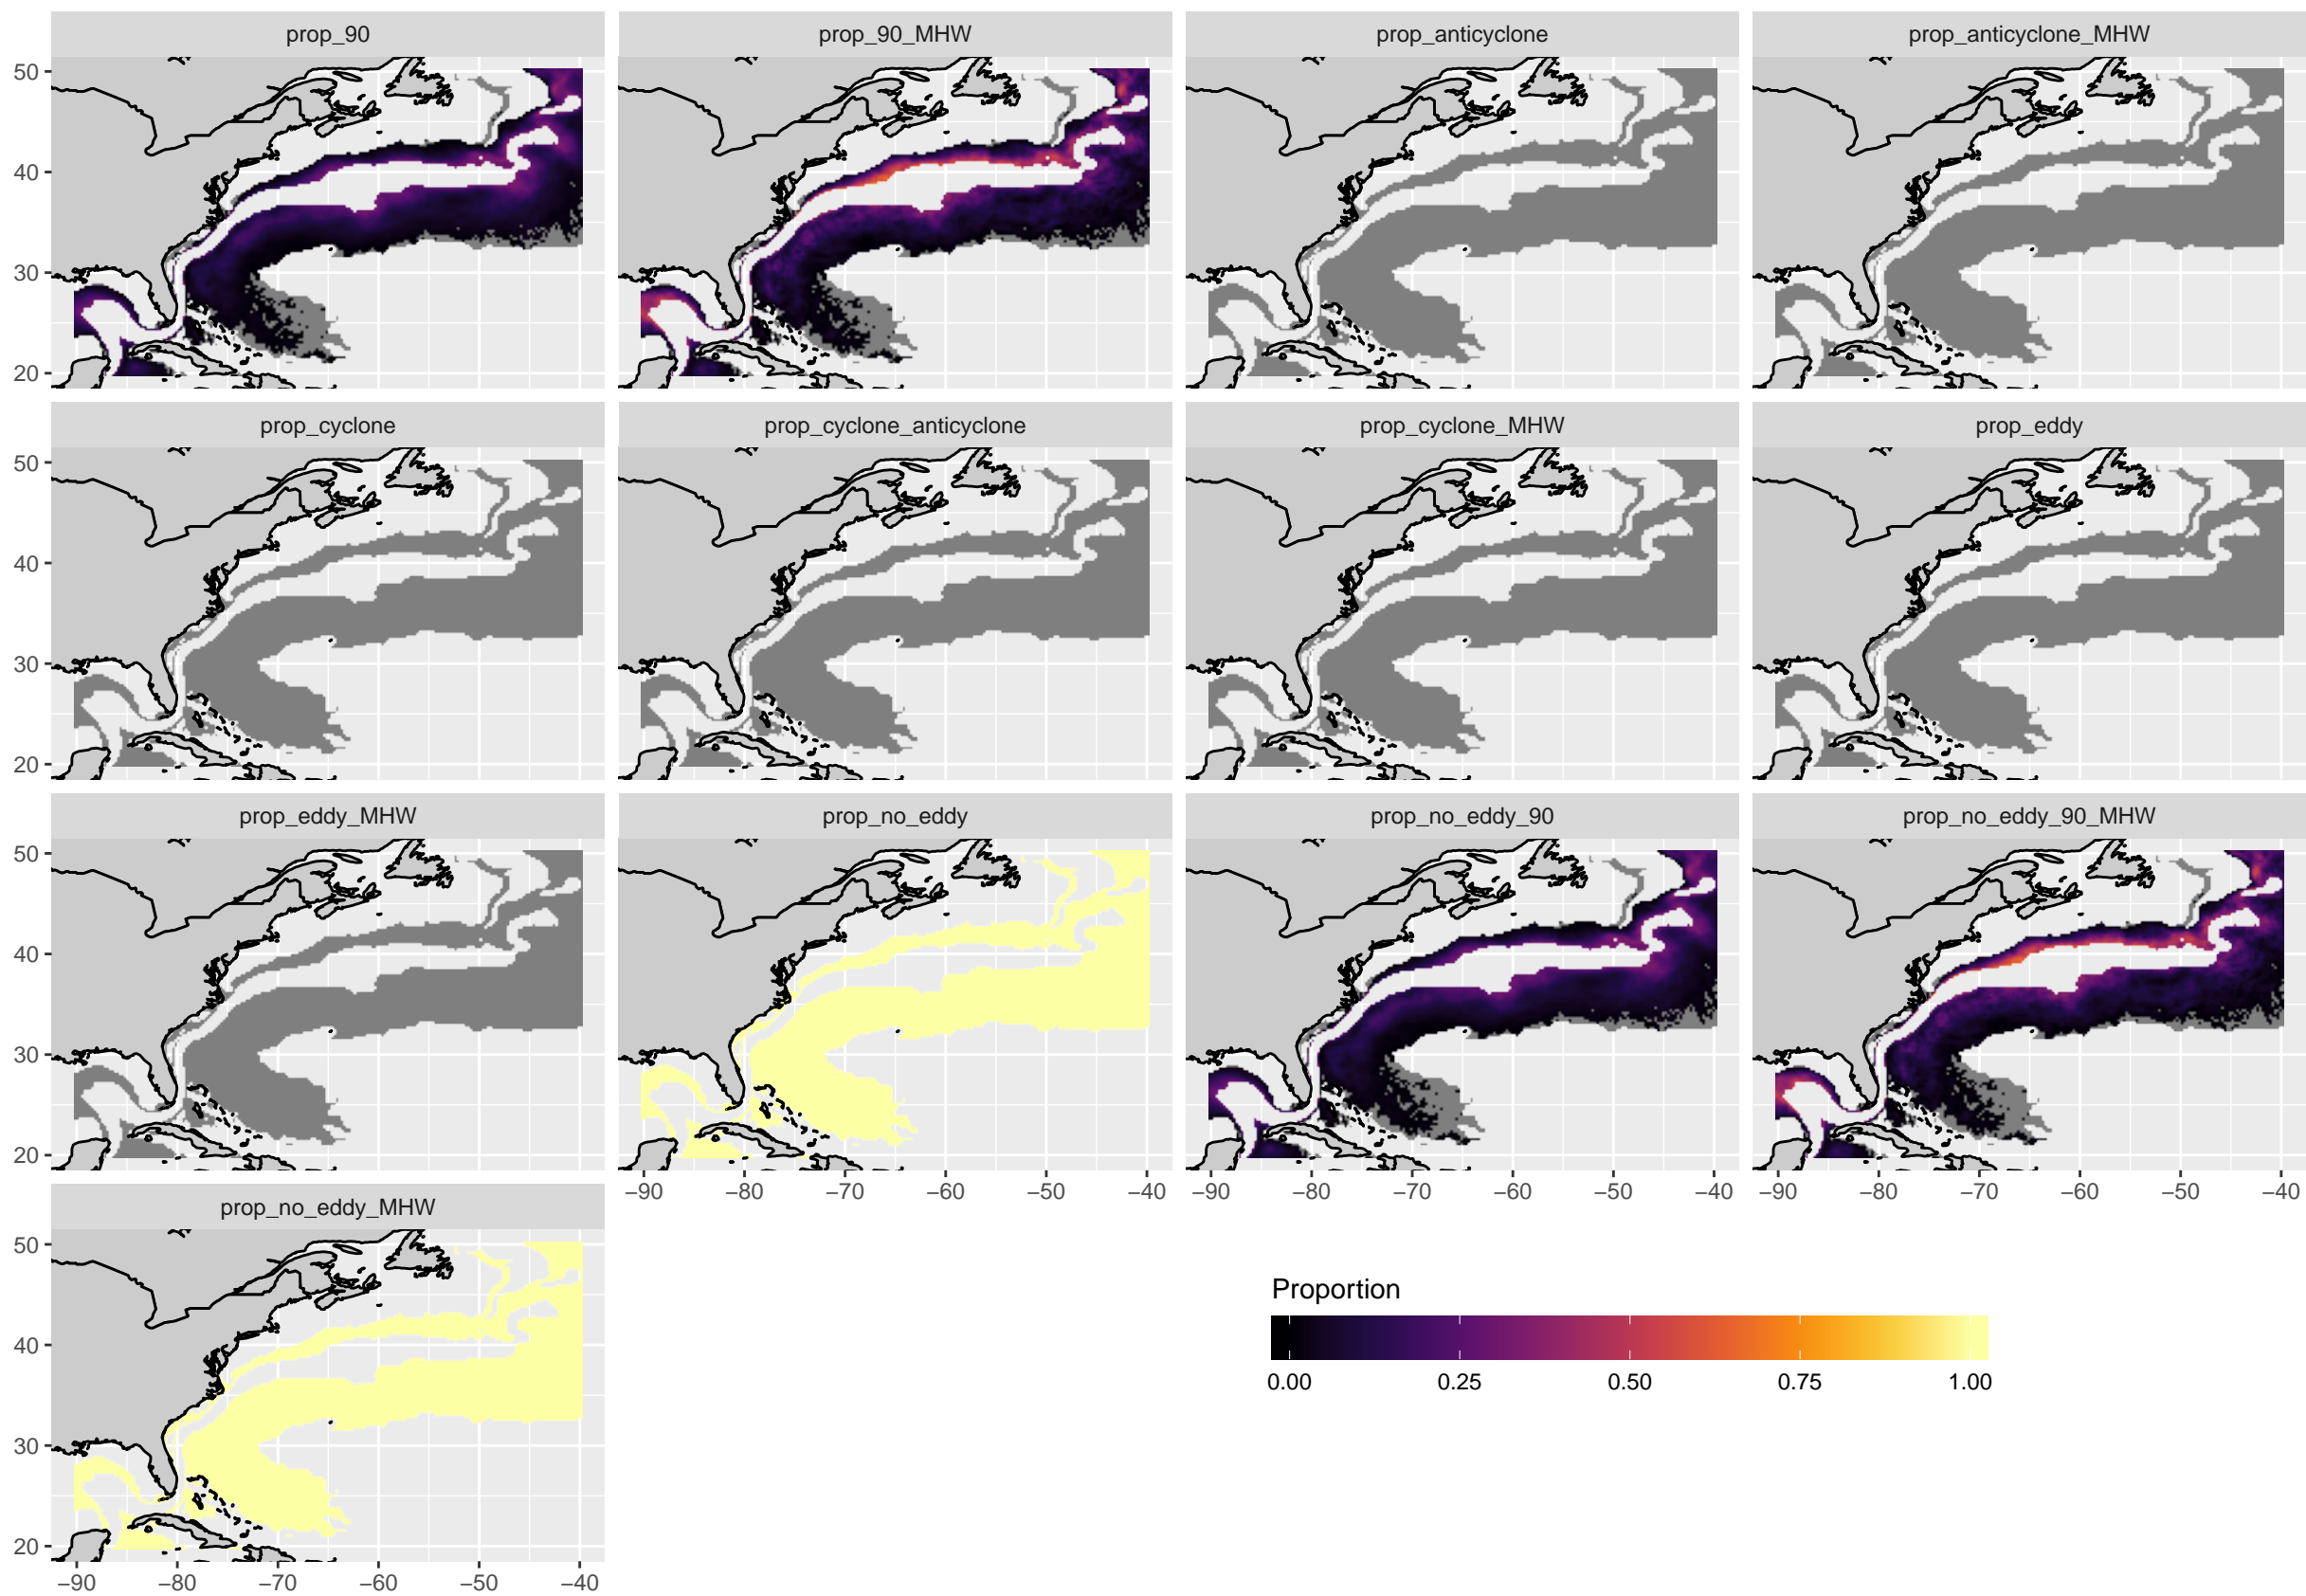 prop_90 prop_90_MHW prop_anticyclone prop_anticyclone_MHW
50
40
30
20
prop_cyclone prop_cyclone_anticyclone prop_cyclone_MHW prop_eddy
50
40
30
20
prop_eddy_MHW prop_no_eddy prop_no_eddy_90 prop_no_eddy_90_MHW
50
40
30
20
−90 −80 −70 −60 −50 −40 −90 −80 −70 −60 −50 −40 −90 −80 −70 −60 −50 −40
prop_no_eddy_MHW
50
40
30
20
−90 −80 −70 −60 −50 −40
Proportion
0.00 0.25 0.50 0.75 1.00